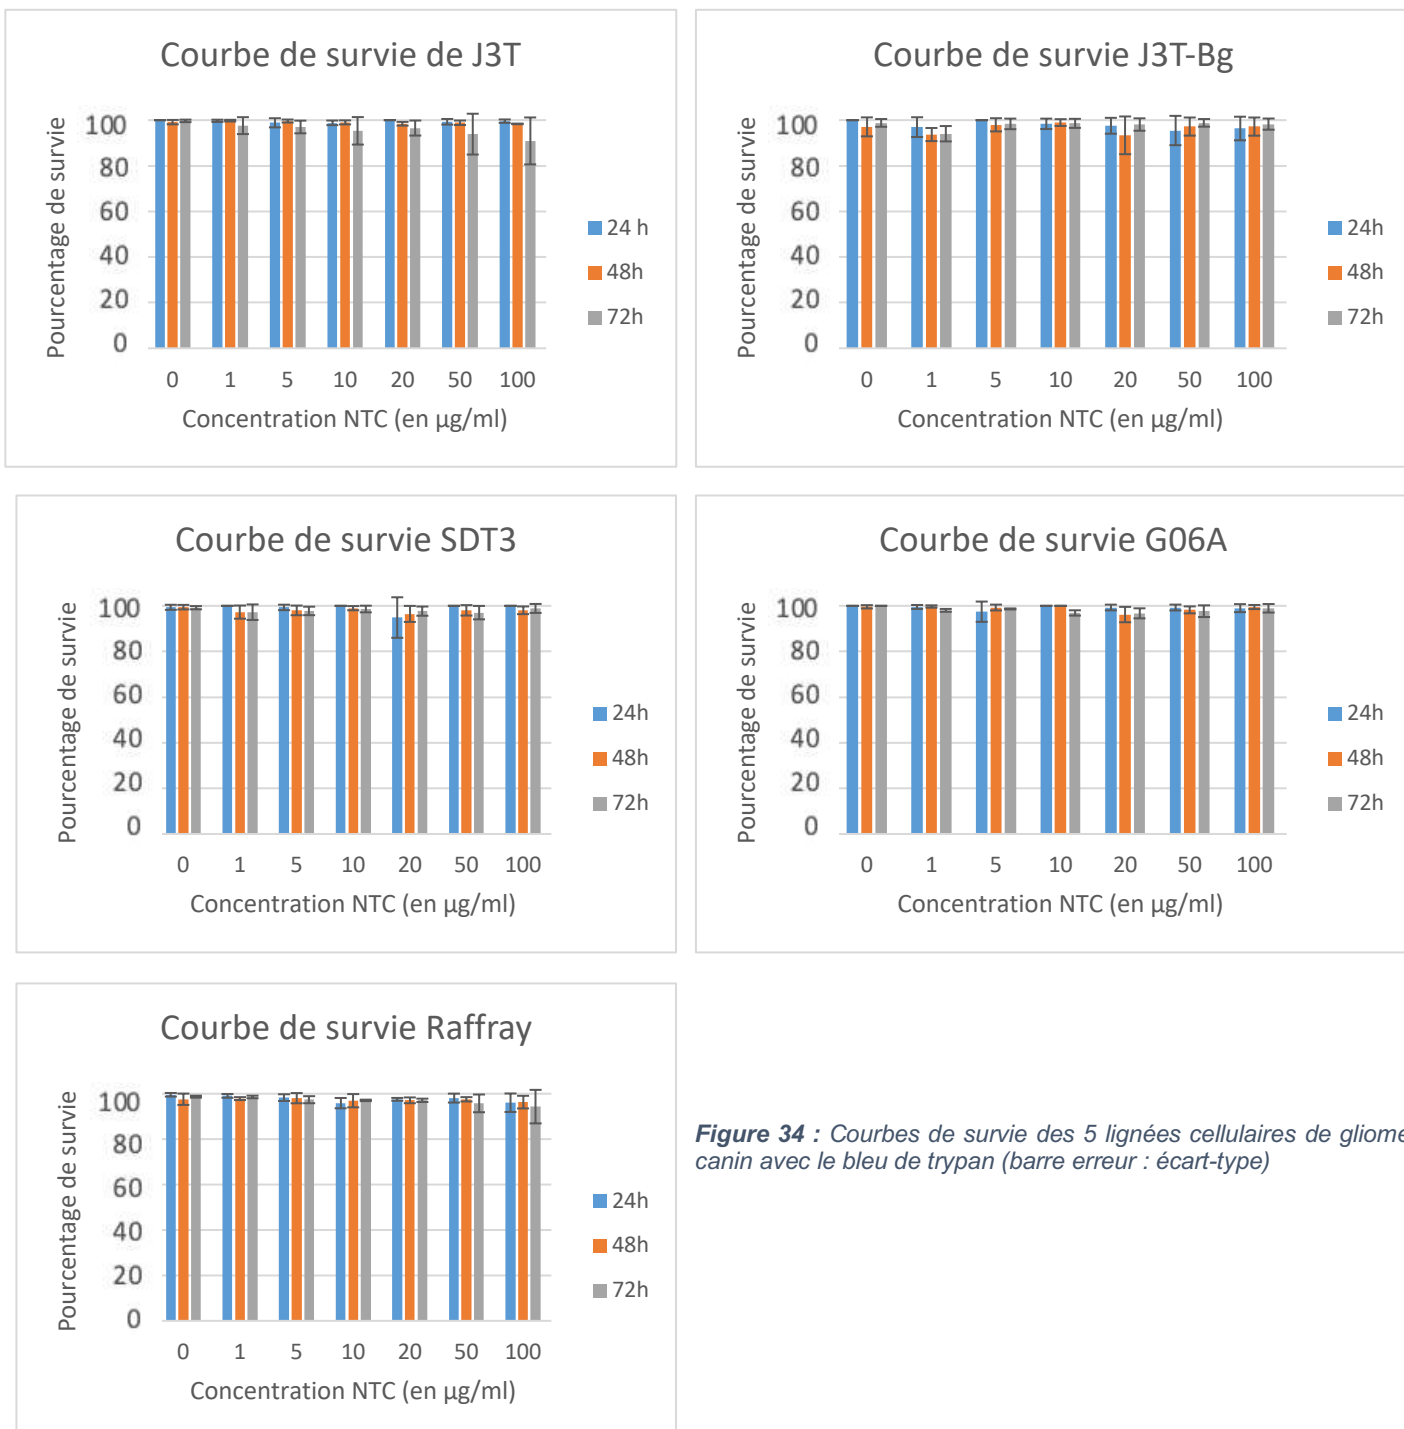 Courbe de survie de J3T
Pourcentage de survie
100
80
60
40
20
0
0 1 5 10 20 50 100
Concentration NTC (en µg/ml)
24 h
48h
72h
Courbe de survie J3T-Bg
Pourcentage de survie
100
80
60
40
20
0
0 1 5 10 20 50 100
Concentration NTC (en µg/ml)
24h
48h
72h
Courbe de survie SDT3
Pourcentage de survie
100
80
60
40
20
0
0 1 5 10 20 50 100
Concentration NTC (en µg/ml)
24h
48h
72h
Courbe de survie G06A
Pourcentage de survie
100
80
60
40
20
0
0 1 5 10 20 50 100
Concentration NTC (en µg/ml)
24h
48h
72h
Courbe de survie Raffray
Pourcentage de survie
100
80
60
40
20
0
0 1 5 10 20 50 100
Concentration NTC (en µg/ml)
24h
48h
72h
Figure 34 : Courbes de survie des 5 lignées cellulaires de gliome
canin avec le bleu de trypan (barre erreur : écart-type)